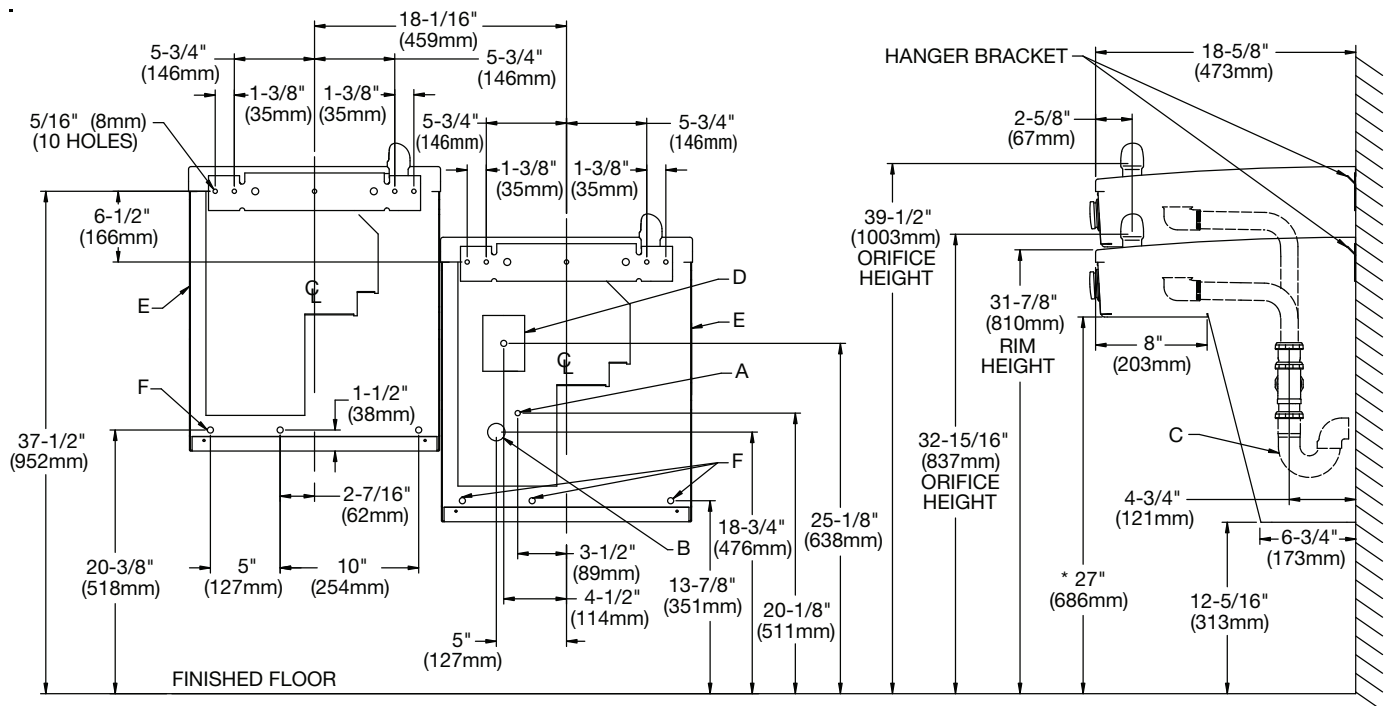 18-1/16"
(459mm)
5-3/4"
(146mm)
5-3/4"
(146mm)
1-3/8"
(35mm)
1-3/8"
(35mm)
5/16" (8mm)
(10 HOLES)
5-3/4"
(146mm)
5-3/4"
(146mm)
1-3/8"
(35mm)
1-3/8"
(35mm)
6-1/2"
(166mm)
E
CL
D
E
CL
A
F
1-1/2"
(38mm)
37-1/2"
(952mm)
F
2-7/16"
(62mm)
B
18-3/4"
(476mm)
25-1/8"
(638mm)
20-3/8"
(518mm)
5"
(127mm)
10"
(254mm)
3-1/2"
(89mm)
13-7/8"
(351mm)
4-1/2"
(114mm)
20-1/8"
(511mm)
5"
(127mm)
FINISHED FLOOR
HANGER BRACKET
18-5/8"
(473mm)
2-5/8"
(67mm)
39-1/2"
(1003mm)
ORIFICE
HEIGHT
31-7/8"
(810mm)
RIM
HEIGHT
8"
(203mm)
32-15/16"
(837mm)
ORIFICE
HEIGHT
C
4-3/4"
(121mm)
6-3/4"
(173mm)
* 27"
(686mm)
12-5/16"
(313mm)